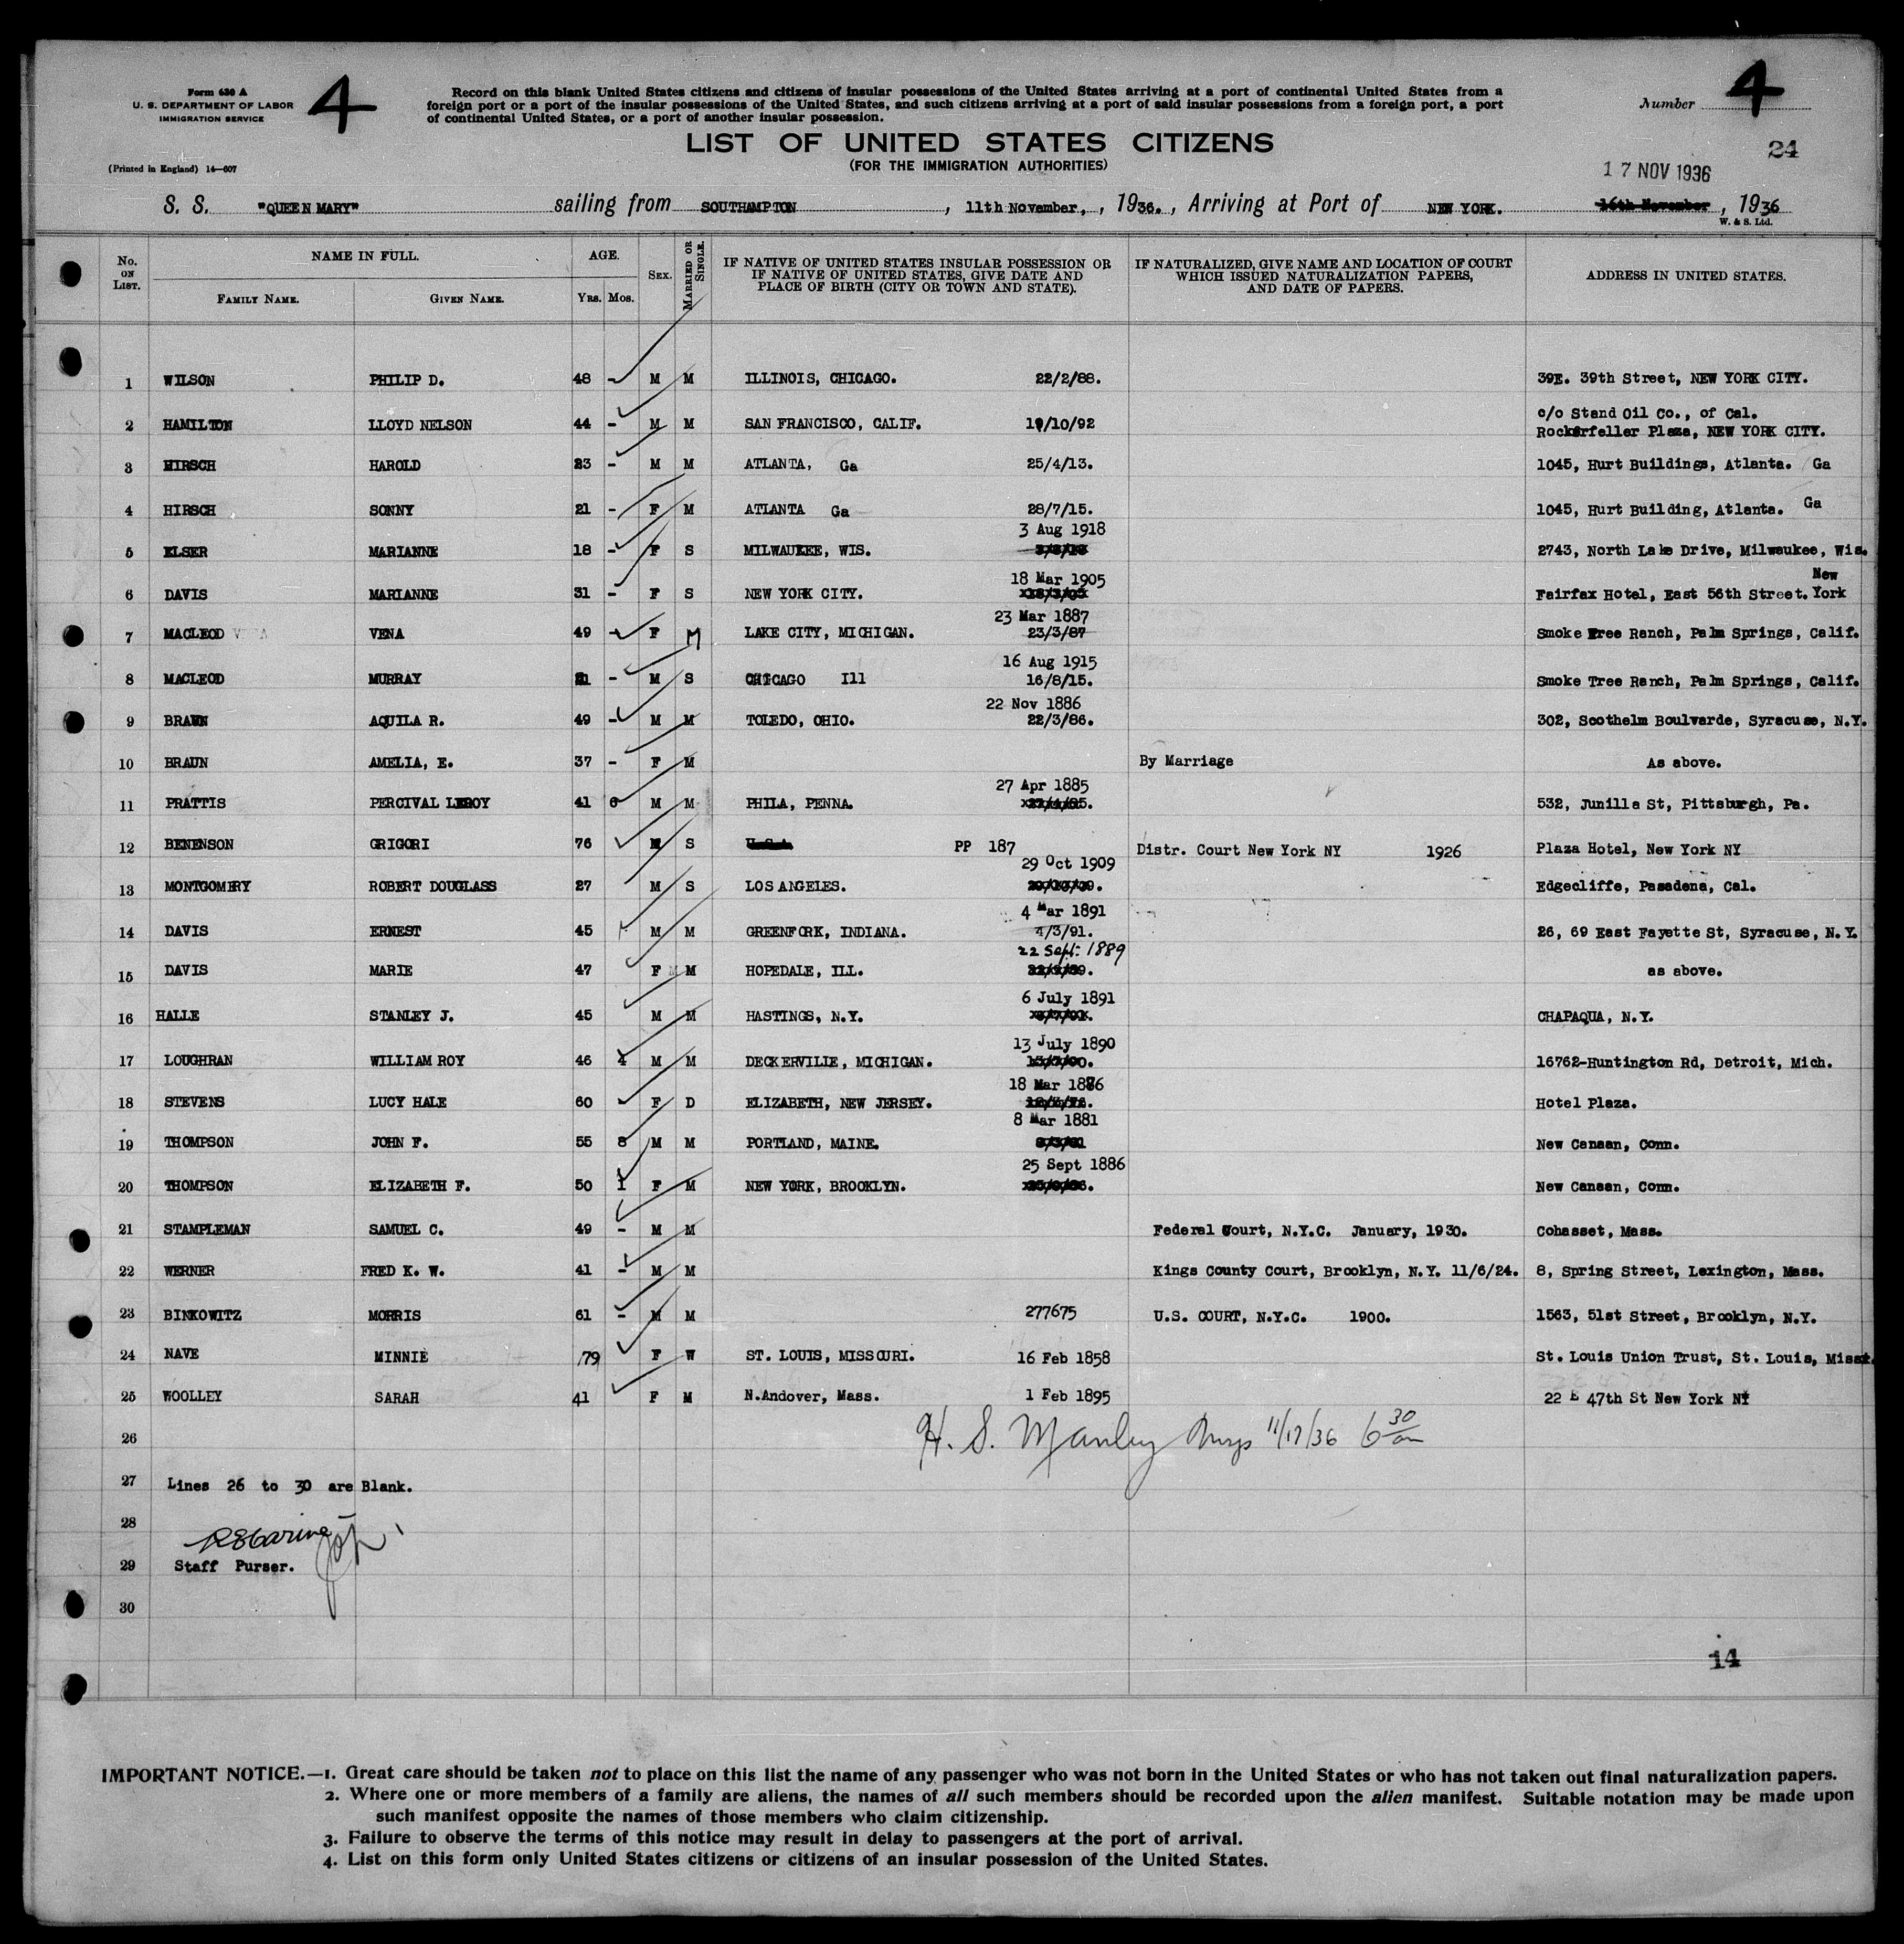 Form 630 A
U. S. DEPARTMENT OF LABOR
IMMIGRATION SERVICE
4
Record on this blank United States citizens and citizens of insular possessions of the United States arriving at a port of continental United States from a
foreign port or a port of the insular possessions of the United States, and such citizens arriving at a port of said insular possessions from a foreign port, a port
of continental United States, or a port of another insular possession.
Number 4
LIST OF UNITED STATES CITIZENS
(FOR THE IMMIGRATION AUTHORITIES)
24
(Printed in England) 14—607
17 NOV 1936
S. S. "QUEEN MARY" sailing from SOUTHAMPTON, 11th November,, 1936., Arriving at Port of NEW YORK. 16th November, 1936
W. & S. Ltd.
No. ON LIST. NAME IN FULL. AGE. SEX. MARRIED OR SINGLE. IF NATIVE OF UNITED STATES INSULAR POSSESSION OR IF NATIVE OF UNITED STATES, GIVE DATE AND PLACE OF BIRTH (CITY OR TOWN AND STATE). IF NATURALIZED, GIVE NAME AND LOCATION OF COURT WHICH ISSUED NATURALIZATION PAPERS, AND DATE OF PAPERS. ADDRESS IN UNITED STATES.
FAMILY NAME. GIVEN NAME. YRS. MOS.
1 WILSON PHILIP D. 48 - M M ILLINOIS, CHICAGO. 22/2/88. 39E. 39th Street, NEW YORK CITY.
c/o Stand Oil Co., of Cal.
2 HAMILTON LLOYD NELSON 44 - M M SAN FRANCISCO, CALIF. 19/10/92 Rockerfeller Plaza, NEW YORK CITY.
3 HIRSCH HAROLD 23 - M M ATLANTA, Ga 25/4/13. 1045, Hurt Buildings, Atlanta. Ga
4 HIRSCH SONNY 21 - F M ATLANTA Ga 28/7/15. 1045, Hurt Building, Atlanta. Ga
3 Aug 1918
5 ELSER MARIANNE 18 - F S MILWAUKEE, WIS. 2743, North Lake Drive, Milwaukee, Wis.
18 Mar 1905 New
6 DAVIS MARIANNE 31 - F S NEW YORK CITY. Fairfax Hotel, East 56th Street. York
23 Mar 1887
7 MACLEOD VENA 49 - F M LAKE CITY, MICHIGAN. 23/3/87 Smoke Tree Ranch, Palm Springs, Calif.
16 Aug 1915
8 MACLEOD MURRAY 21 - M S CHICAGO Ill 16/8/15. Smoke Tree Ranch, Palm Springs, Calif.
22 Nov 1886
9 BRAUN AQUILA R. 49 - M M TOLEDO, OHIO. 22/3/86. 302, Scothelm Boulvarde, Syracuse, N.Y.
10 BRAUN AMELIA, E. 37 - F M By Marriage As above.
27 Apr 1885
11 PRATTIS PERCIVAL LEROY 41 6 M M PHILA, PENNA. 532, Junilla St, Pittsburgh, Pa.
12 BENENSON GRIGORI 76 M S U.S.A. PP 187 Distr. Court New York NY 1926 Plaza Hotel, New York NY
29 Oct 1909
13 MONTGOMERY ROBERT DOUGLASS 27 M S LOS ANGELES. Edgecliffe, Pasadena, Cal.
4 Mar 1891
14 DAVIS ERNEST 45 M M GREENFORK, INDIANA. 4/3/91. 26, 69 East Fayette St, Syracuse, N.Y.
22 Sept. 1889
15 DAVIS MARIE 47 F M HOPEDALE, ILL. as above.
6 July 1891
16 HALLE STANLEY J. 45 M M HASTINGS, N.Y. CHAPAQUA, N.Y.
13 July 1890
17 LOUGHRAN WILLIAM ROY 46 4 M M DECKERVILLE, MICHIGAN. 16762-Huntington Rd, Detroit, Mich.
18 Mar 1876
18 STEVENS LUCY HALE 60 F D ELIZABETH, NEW JERSEY. Hotel Plaza.
8 Mar 1881
19 THOMPSON JOHN F. 55 8 M M PORTLAND, MAINE. New Canaan, Conn.
25 Sept 1886
20 THOMPSON ELIZABETH F. 50 1 F M NEW YORK, BROOKLYN. New Canaan, Conn.
21 STAMPLEMAN SAMUEL C. 49 - M M Federal Court, N.Y.C. January, 1930. Cohasset, Mass.
22 WERNER FRED K. W. 41 - M M Kings County Court, Brooklyn, N.Y. 11/6/24. 8, Spring Street, Lexington, Mass.
23 BINKOWITZ MORRIS 61 - M M 277675 U.S. COURT, N.Y.C. 1900. 1563, 51st Street, Brooklyn, N.Y.
24 NAVE MINNIE 79 F W ST. LOUIS, MISSOURI. 16 Feb 1858 St. Louis Union Trust, St. Louis,
25 WOOLLEY SARAH 41 F M N.Andover, Mass. 1 Feb 1895 22 E 47th St New York NY
26 H. S. Manley 11/17/36 6 30
27 Lines 26 to 30 are Blank.
28
29 Staff Purser.
30
14
IMPORTANT NOTICE.—1. Great care should be taken not to place on this list the name of any passenger who was not born in the United States or who has not taken out final naturalization papers.
2. Where one or more members of a family are aliens, the names of all such members should be recorded upon the alien manifest. Suitable notation may be made upon
such manifest opposite the names of those members who claim citizenship.
3. Failure to observe the terms of this notice may result in delay to passengers at the port of arrival.
4. List on this form only United States citizens or citizens of an insular possession of the United States.